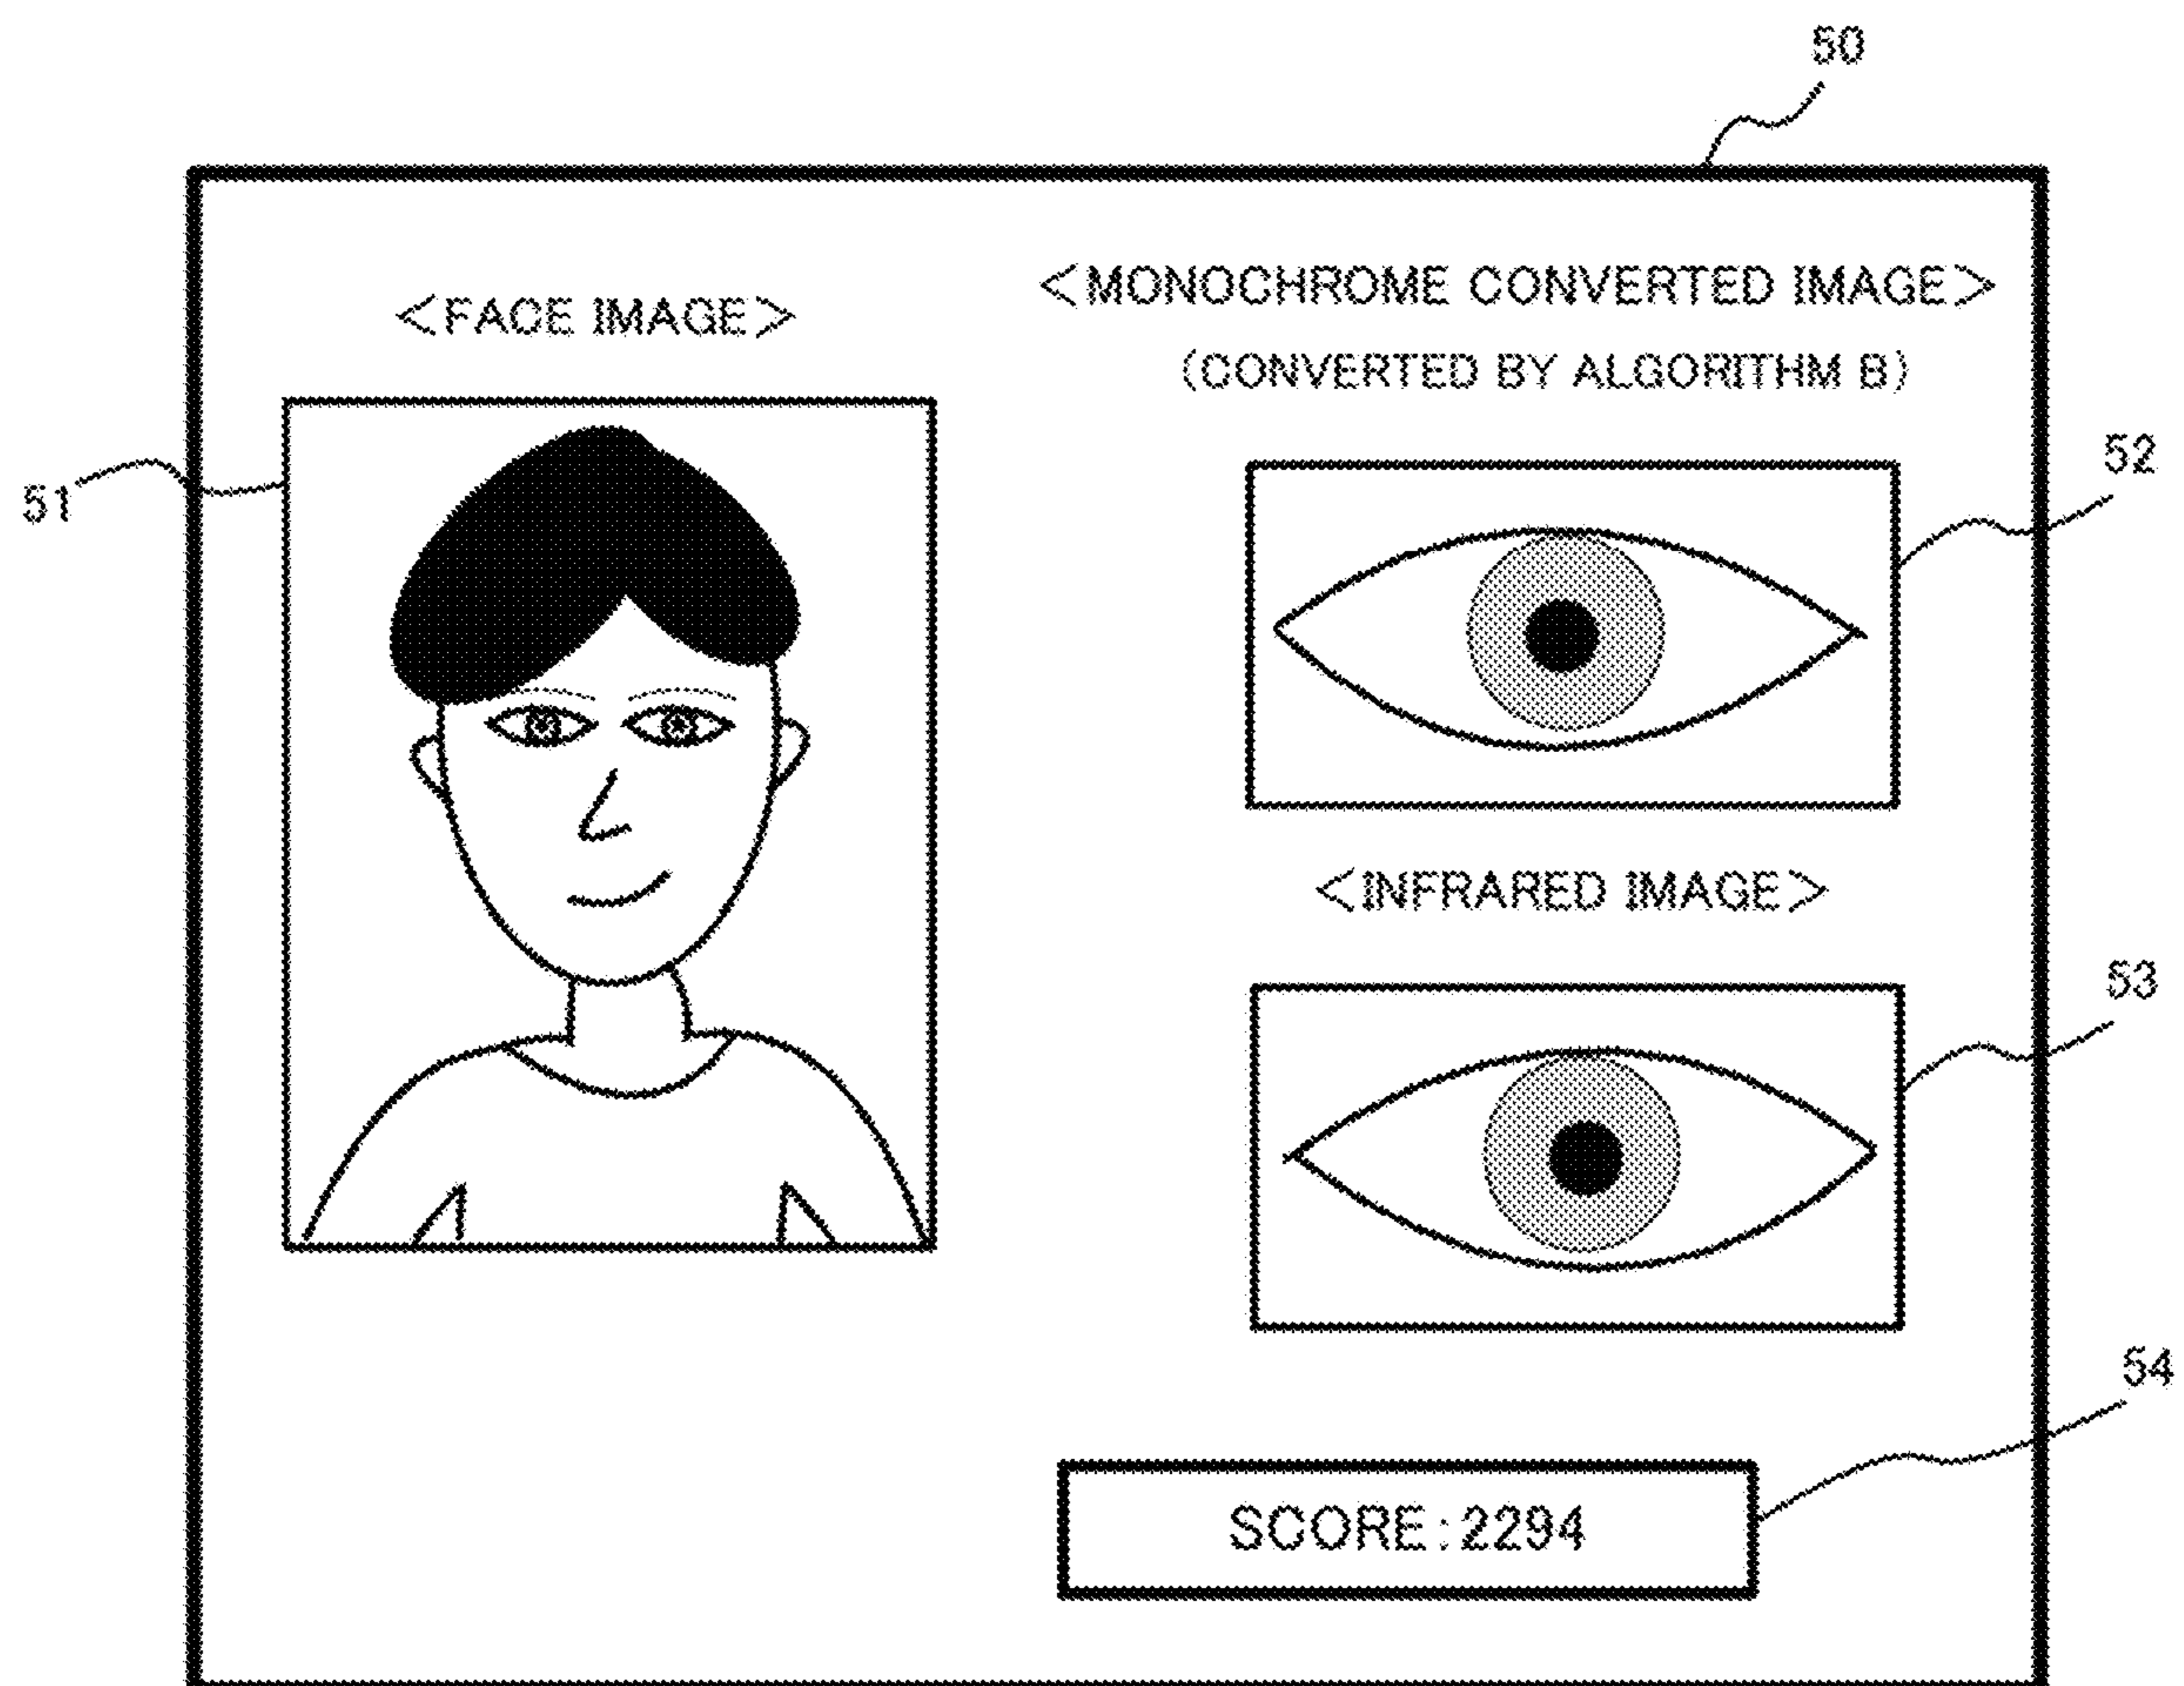 50
<FACE IMAGE>
51
<MONOCHROME CONVERTED IMAGE>
(CONVERTED BY ALGORITHM B)
52
<INFRARED IMAGE>
53
54
SCORE:2294